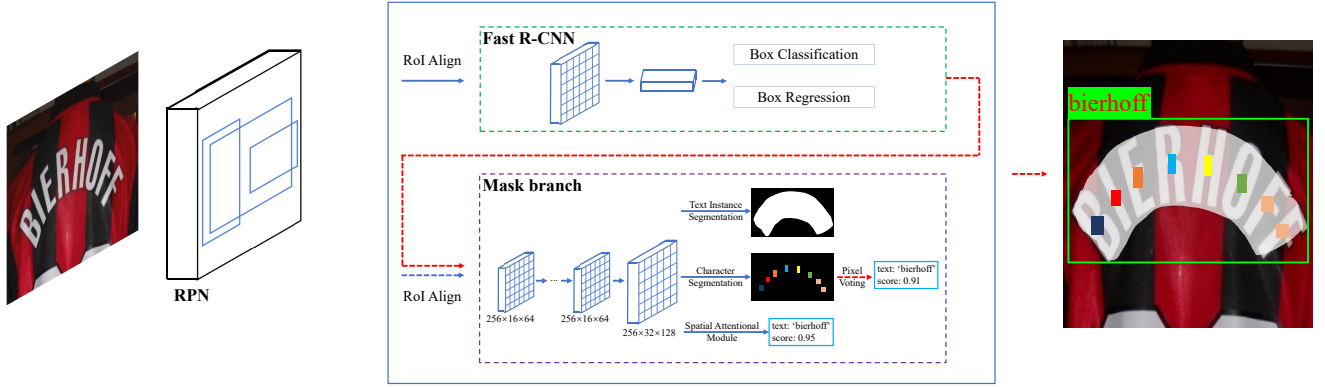 BIERHOFF
RPN
RoI Align
Fast R-CNN
Box Classification
Box Regression
RoI Align
Mask branch
256×16×64
...
256×16×64
256×32×128
Text Instance
Segmentation
Character
Segmentation
Pixel
Voting
text: 'bierhoff'
score: 0.91
Spatial Attentional
Module
text: 'bierhoff'
score: 0.95
bierhoff
BIERHOFF